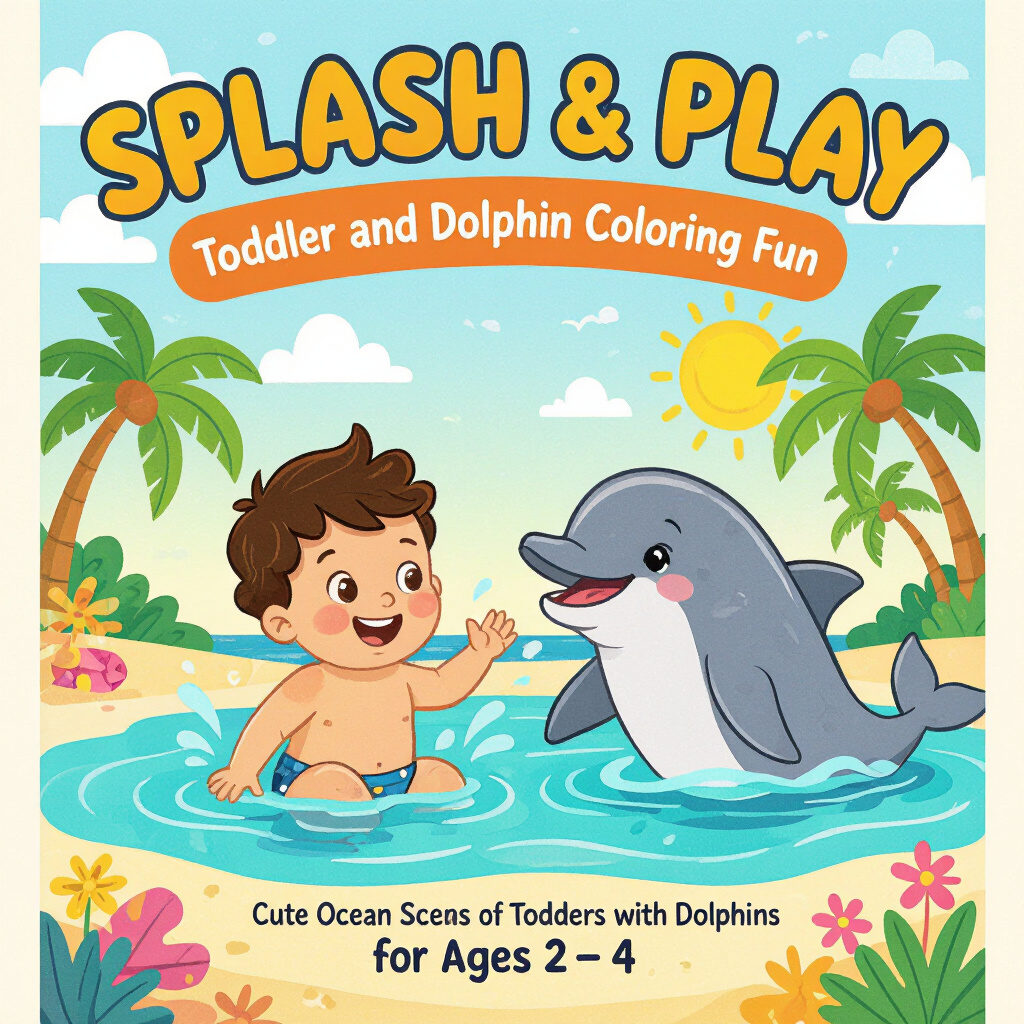 SPLASH & PLAY
Toddler and Dolphin Coloring Fun
Cute Ocean Scens of Todders with Dolphins
for Ages 2 – 4